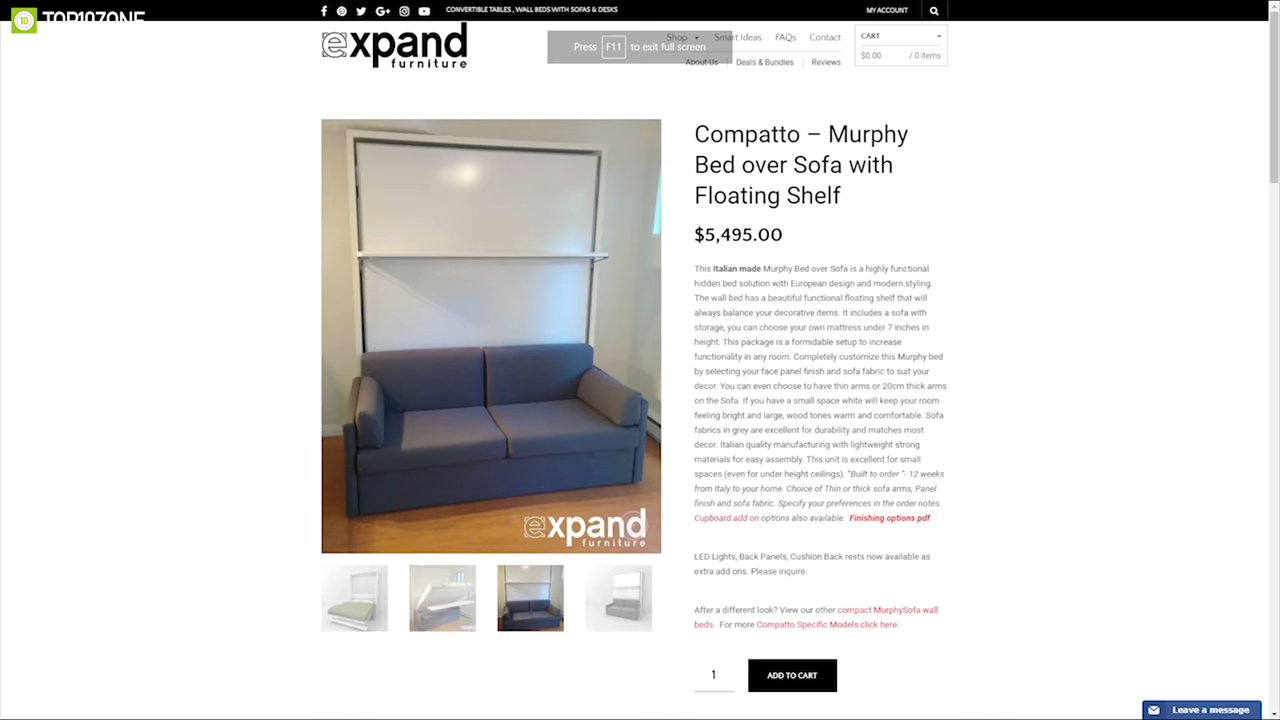 TOP10ZONE
10
CONVERTIBLE TABLES , WALL BEDS WITH SOFAS & DESKS
MY ACCOUNT
expand
furniture
Shop
Smart Ideas
FAQs
Contact
Press F11 to exit full screen
About Us
Deals & Bundles
Reviews
CART
$0.00
/ 0 items
Compatto – Murphy
Bed over Sofa with
Floating Shelf
$5,495.00
This Italian made Murphy Bed over Sofa is a highly functional
hidden bed solution with European design and modern styling.
The wall bed has a beautiful functional floating shelf that will
always balance your decorative items. It includes a sofa with
storage, you can choose your own mattress under 7 inches in
height. This package is a formidable setup to increase
functionality in any room. Completely customize this Murphy bed
by selecting your face panel finish and sofa fabric to suit your
decor. You can even choose to have thin arms or 20cm thick arms
on the Sofa. If you have a small space white will keep your room
feeling bright and large, wood tones warm and comfortable. Sofa
fabrics in grey are excellent for durability and matches most
decor. Italian quality manufacturing with lightweight strong
materials for easy assembly. This unit is excellent for small
spaces (even for under height ceilings). "Built to order "- 12 weeks
from Italy to your home. Choice of Thin or thick sofa arms, Panel
finish and sofa fabric. Specify your preferences in the order notes.
Cupboard add on options also available. Finishing options pdf
LED Lights, Back Panels, Cushion Back rests now available as
extra add ons. Please inquire.
After a different look? View our other compact MurphySofa wall
beds. For more Compatto Specific Models click here.
expand
furniture
1
ADD TO CART
Leave a message